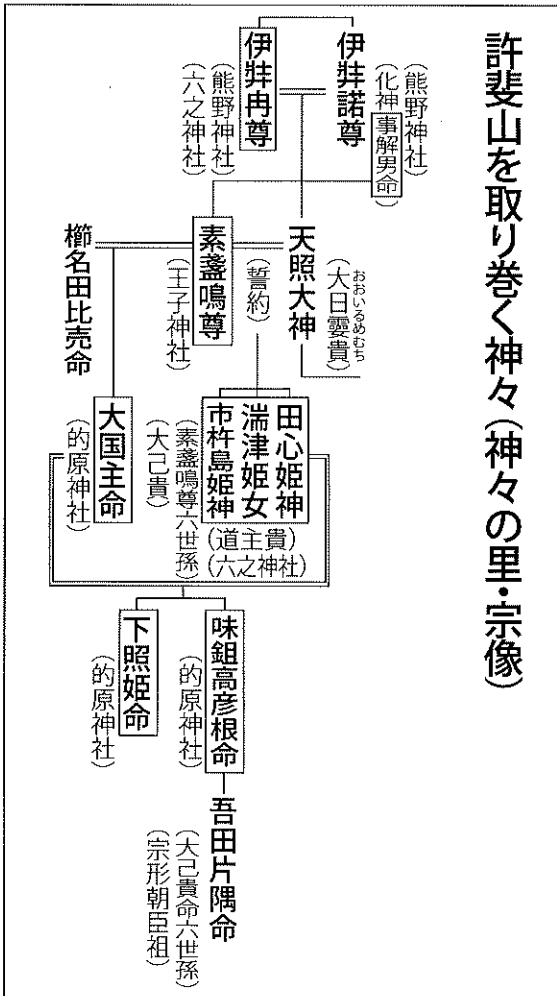 許斐山を取り巻く神々(神々の里・宗像)
伊弉諾尊
(熊野神社)
(化神事解男命)
伊弉冉尊
(熊野神社)
(六之神社)
天照大神
(大日孁貴)
おおいるめむち
(誓約)
素盞鳴尊
(王子神社)
櫛名田比売命
田心姫神
湍津姫女
市杵島姫神
(道主貴)
(六之神社)
(素盞鳴尊六世孫)
(大己貴)
大国主命
(的原神社)
味鉏高彦根命
(的原神社)
下照姫命
(的原神社)
吾田片隅命
(大己貴命六世孫)
(宗形朝臣祖)